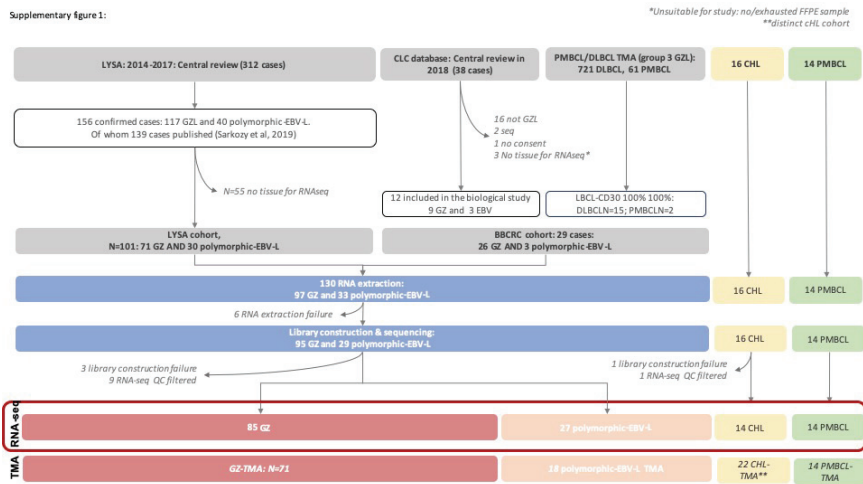 Supplementary figure 1:
*Unsuitable for study: no/exhausted FFPE sample
**distinct cHL cohort
LYSA: 2014-2017: Central review (312 cases)
CLC database: Central review in
2018 (38 cases)
PMBCL/DLBCL TMA (group 3 GZL):
721 DLBCL, 61 PMBCL
16 CHL
14 PMBCL
156 confirmed cases: 117 GZL and 40 polymorphic-EBV-L.
Of whom 139 cases published (Sarkozy et al, 2019)
16 not GZL
2 seq
1 no consent
3 No tissue for RNAseq*
N=55 no tissue for RNAseq
12 included in the biological study
9 GZ and 3 EBV
LBCL-CD30 100% 100%:
DLBCLN=15; PMBCLN=2
LYSA cohort,
N=101: 71 GZ AND 30 polymorphic-EBV-L
BBCRC cohort: 29 cases:
26 GZ AND 3 polymorphic-EBV-L
130 RNA extraction:
97 GZ and 33 polymorphic-EBV-L
16 CHL
14 PMBCL
6 RNA extraction failure
Library construction & sequencing:
95 GZ and 29 polymorphic-EBV-L
16 CHL
14 PMBCL
3 library construction failure
9 RNA-seq QC filtered
1 library construction failure
1 RNA-seq QC filtered
RNA-seq
85 GZ
27 polymorphic-EBV-L
14 CHL
14 PMBCL
TMA
GZ-TMA: N=71
18 polymorphic-EBV-L TMA
22 CHL-
TMA**
14 PMBCL-
TMA